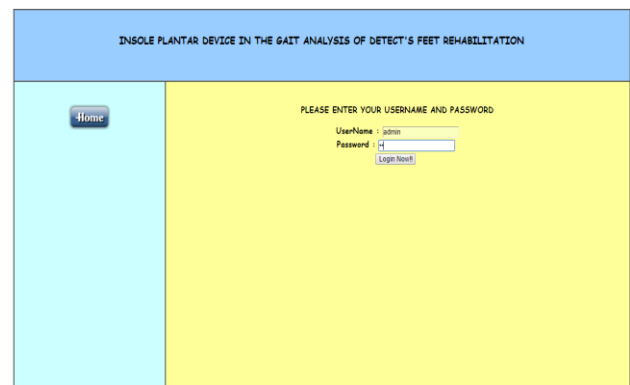 INSOLE PLANTAR DEVICE IN THE GAIT ANALYSIS OF DETECT'S FEET REHABILITATION
Home
PLEASE ENTER YOUR USERNAME AND PASSWORD
UserName : admin
Password : ••
Login Now!!